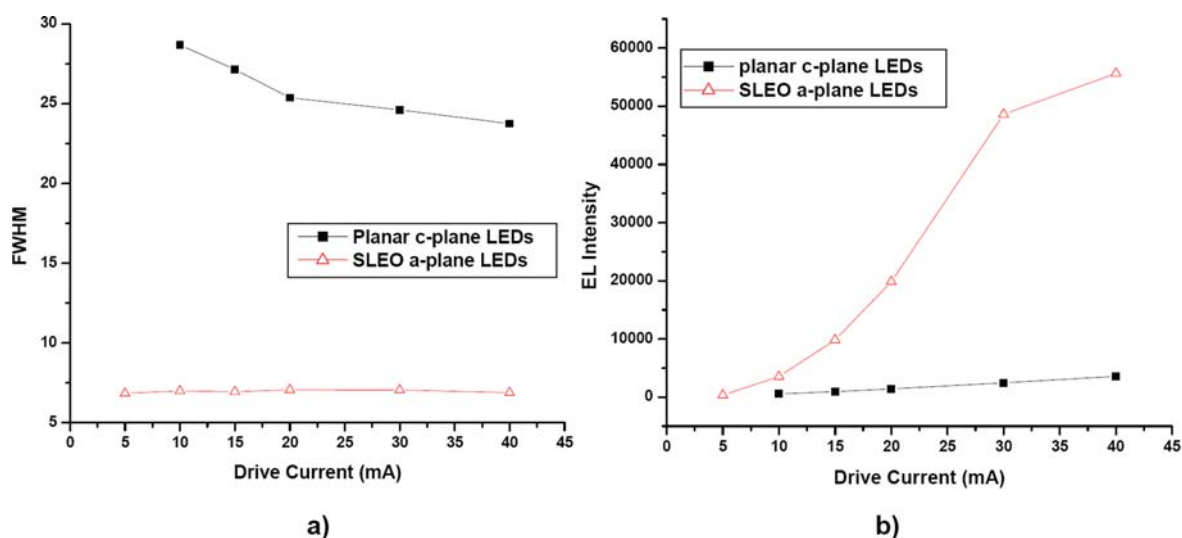 30
25
20
15
10
5
0 5 10 15 20 25 30 35 40 45
FWHM
Drive Current (mA)
Planar c-plane LEDs
SLEO a-plane LEDs
a)
60000
50000
40000
30000
20000
10000
0
0 5 10 15 20 25 30 35 40 45
EL Intensity
Drive Current (mA)
planar c-plane LEDs
SLEO a-plane LEDs
b)